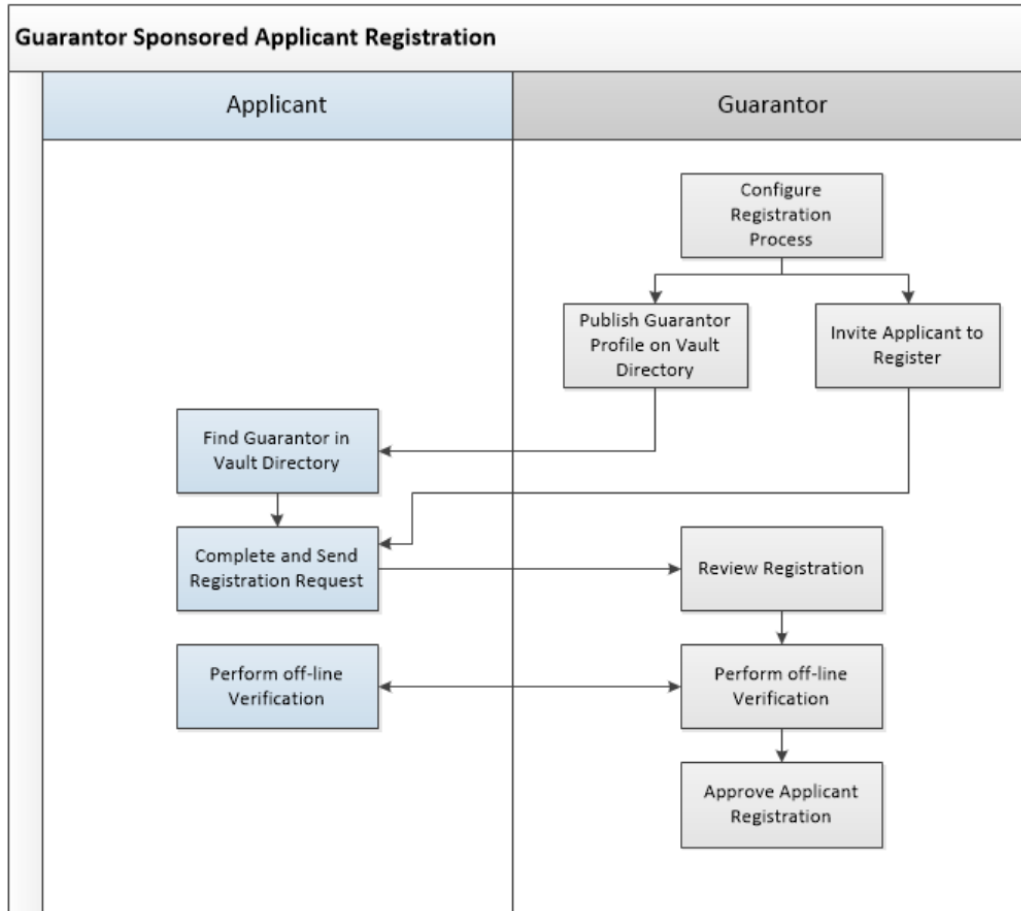 Guarantor Sponsored Applicant Registration
Applicant
Guarantor
Configure
Registration
Process
Publish Guarantor
Profile on Vault
Directory
Invite Applicant to
Register
Find Guarantor in
Vault Directory
Complete and Send
Registration Request
Review Registration
Perform off-line
Verification
Perform off-line
Verification
Approve Applicant
Registration